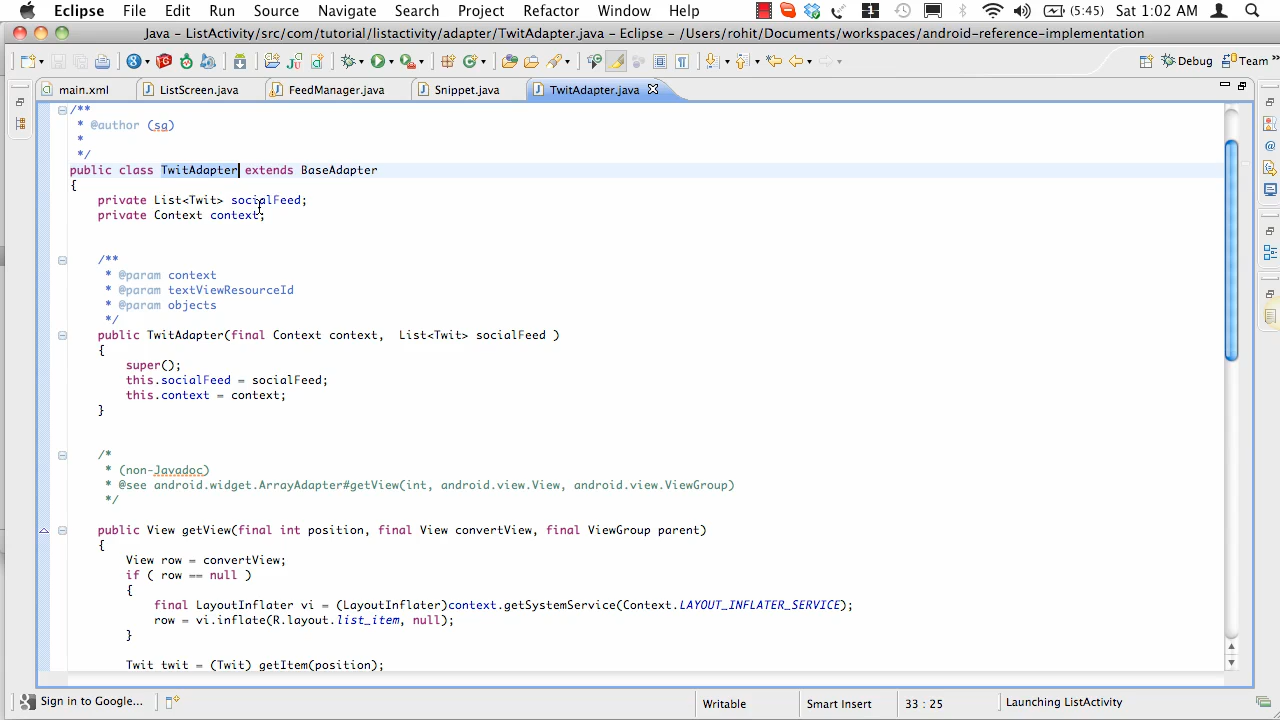 Eclipse File Edit Run Source Navigate Search Project Refactor Window Help (5:45) Sat 1:02 AM
Java - ListActivity/src/com/tutorial/listactivity/adapter/TwitAdapter.java - Eclipse - /Users/rohit/Documents/workspaces/android-reference-implementation
Debug Team »
main.xml ListScreen.java FeedManager.java Snippet.java TwitAdapter.java
/**
* @author (sg)
*
*/
public class TwitAdapter extends BaseAdapter
{
private List<Twit> socialFeed;
private Context context;
/**
* @param context
* @param textViewResourceId
* @param objects
*/
public TwitAdapter(final Context context, List<Twit> socialFeed )
{
super();
this.socialFeed = socialFeed;
this.context = context;
}
/*
* (non-Javadoc)
* @see android.widget.ArrayAdapter#getView(int, android.view.View, android.view.ViewGroup)
*/
public View getView(final int position, final View convertView, final ViewGroup parent)
{
View row = convertView;
if ( row == null )
{
final LayoutInflater vi = (LayoutInflater)context.getSystemService(Context.LAYOUT_INFLATER_SERVICE);
row = vi.inflate(R.layout.list_item, null);
}
Twit twit = (Twit) getItem(position);
Sign in to Google... Writable Smart Insert 33 : 25 Launching ListActivity